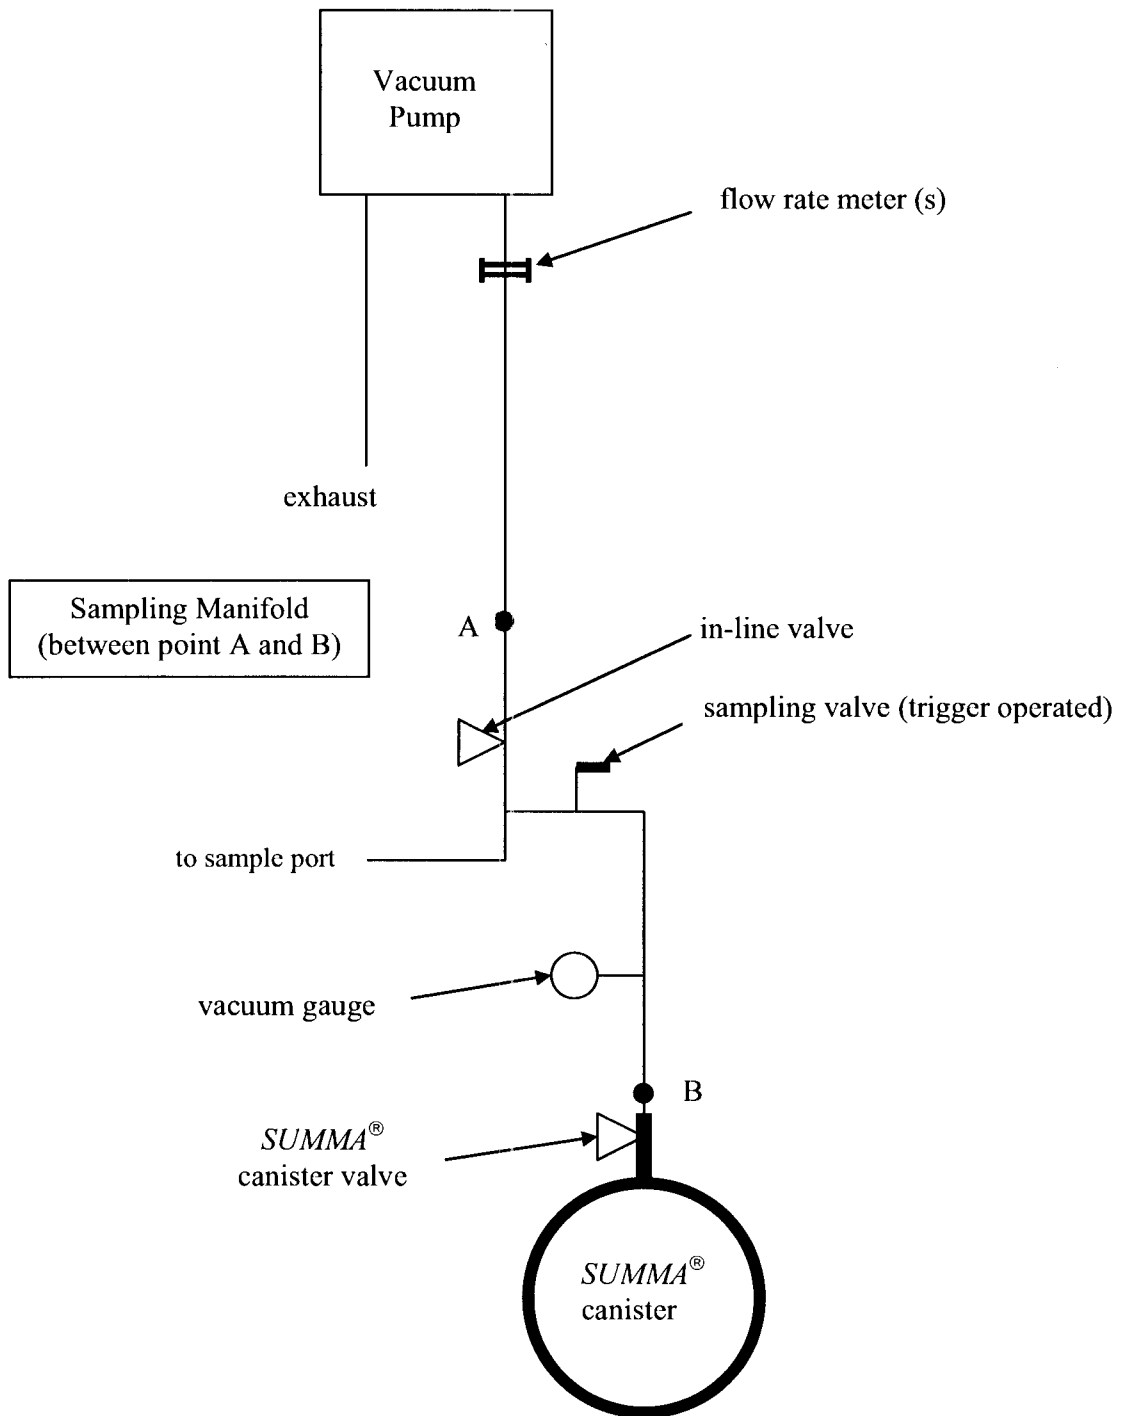 Vacuum
Pump
flow rate meter (s)
exhaust
Sampling Manifold
(between point A and B)
A
in-line valve
sampling valve (trigger operated)
to sample port
vacuum gauge
B
SUMMA®
canister valve
SUMMA®
canister